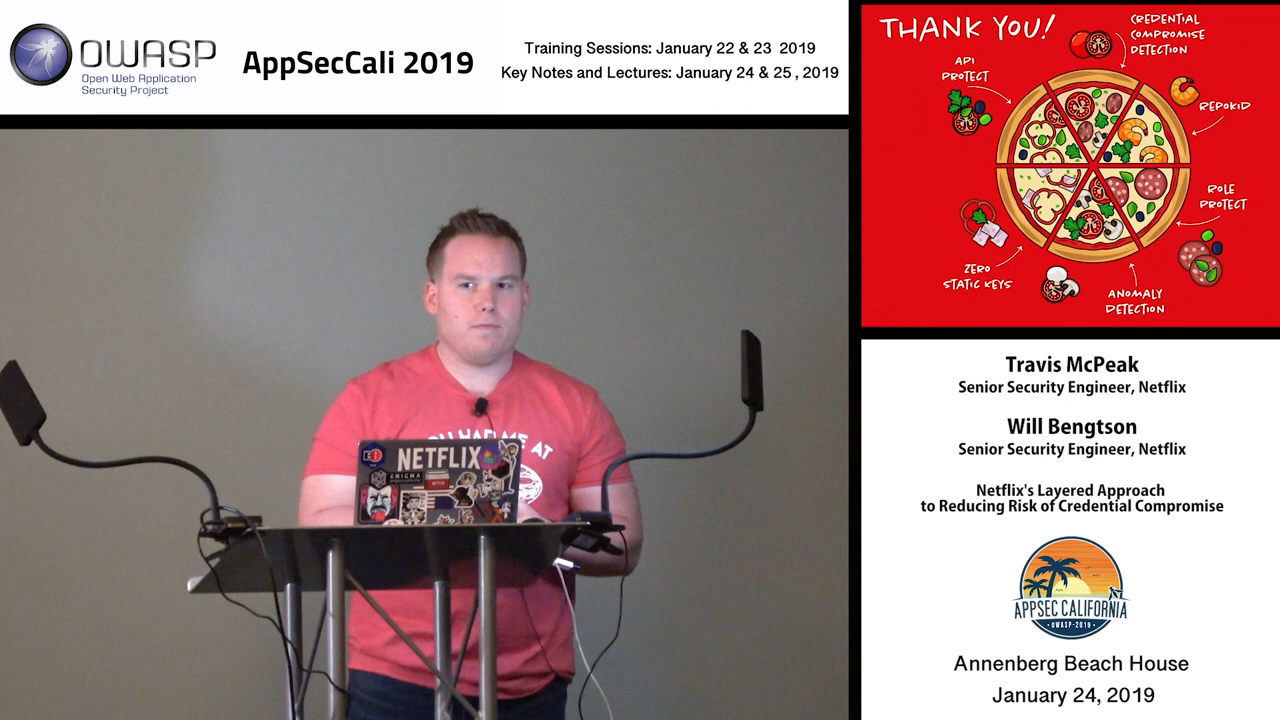 OWASP
Open Web Application
Security Project
AppSecCali 2019
Training Sessions: January 22 & 23 2019
Key Notes and Lectures: January 24 & 25 , 2019
THANK YOU!
CREDENTIAL
COMPROMISE
DETECTION
API
PROTECT
REPOKID
ROLE
PROTECT
ZERO
STATIC KEYS
ANOMALY
DETECTION
HAD ME AT
NETFLIX
ENIGMA
Travis McPeak
Senior Security Engineer, Netflix
Will Bengtson
Senior Security Engineer, Netflix
Netflix's Layered Approach
to Reducing Risk of Credential Compromise
APPSEC CALIFORNIA
• OWASP-2019 •
Annenberg Beach House
January 24, 2019